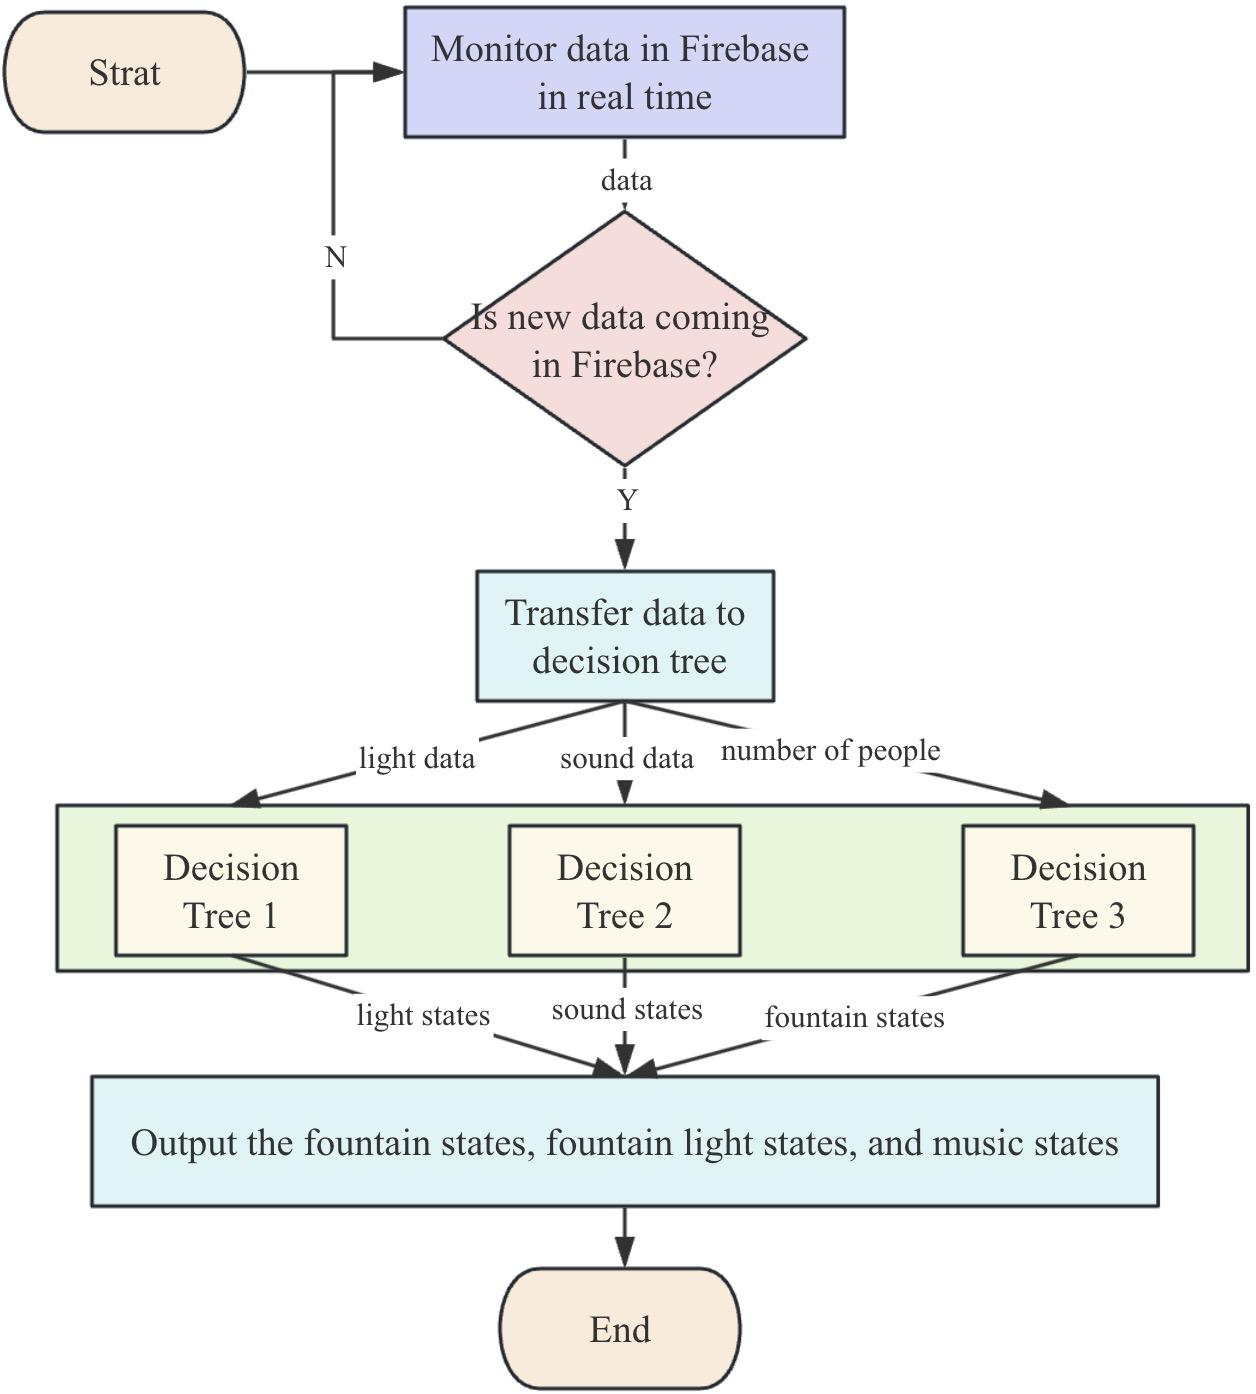 Strat
Monitor data in Firebase
in real time
data
N
Is new data coming
in Firebase?
Y
Transfer data to
decision tree
light data
sound data
number of people
Decision
Tree 1
Decision
Tree 2
Decision
Tree 3
light states
sound states
fountain states
Output the fountain states, fountain light states, and music states
End